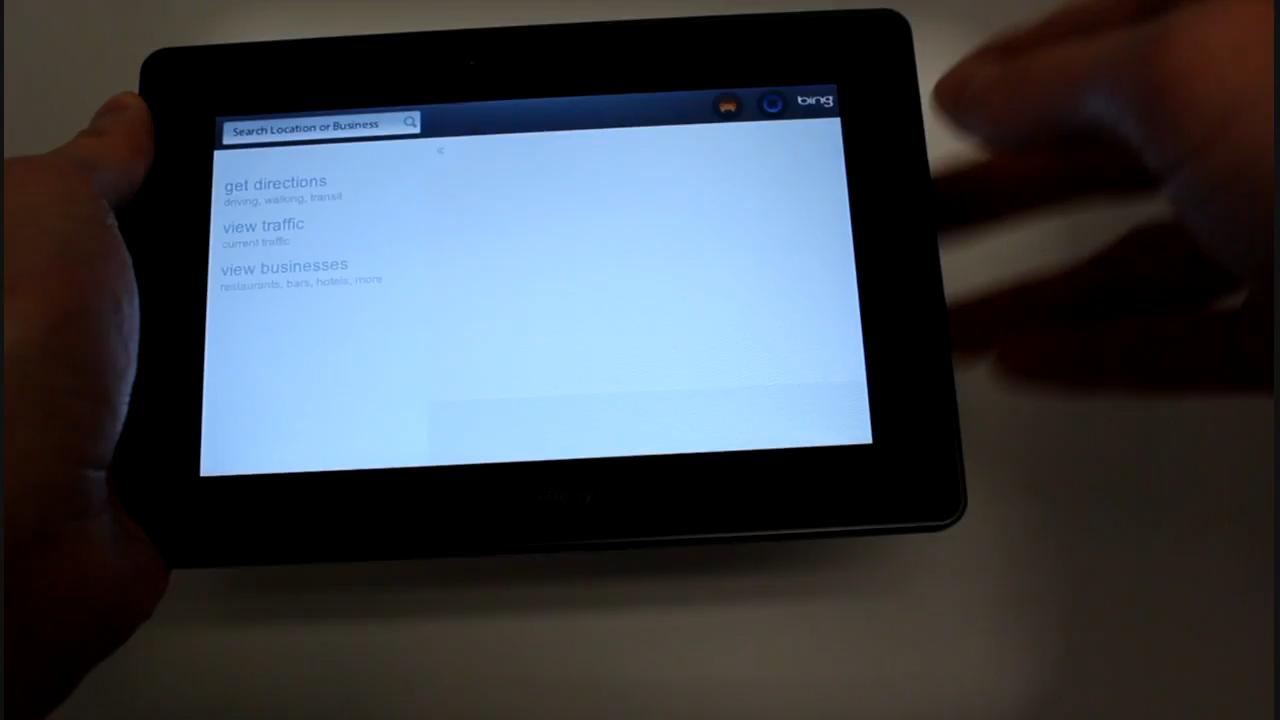 Search Location or Business
bing
«
get directions
driving, walking, transit
view traffic
current traffic
view businesses
restaurants, bars, hotels, more